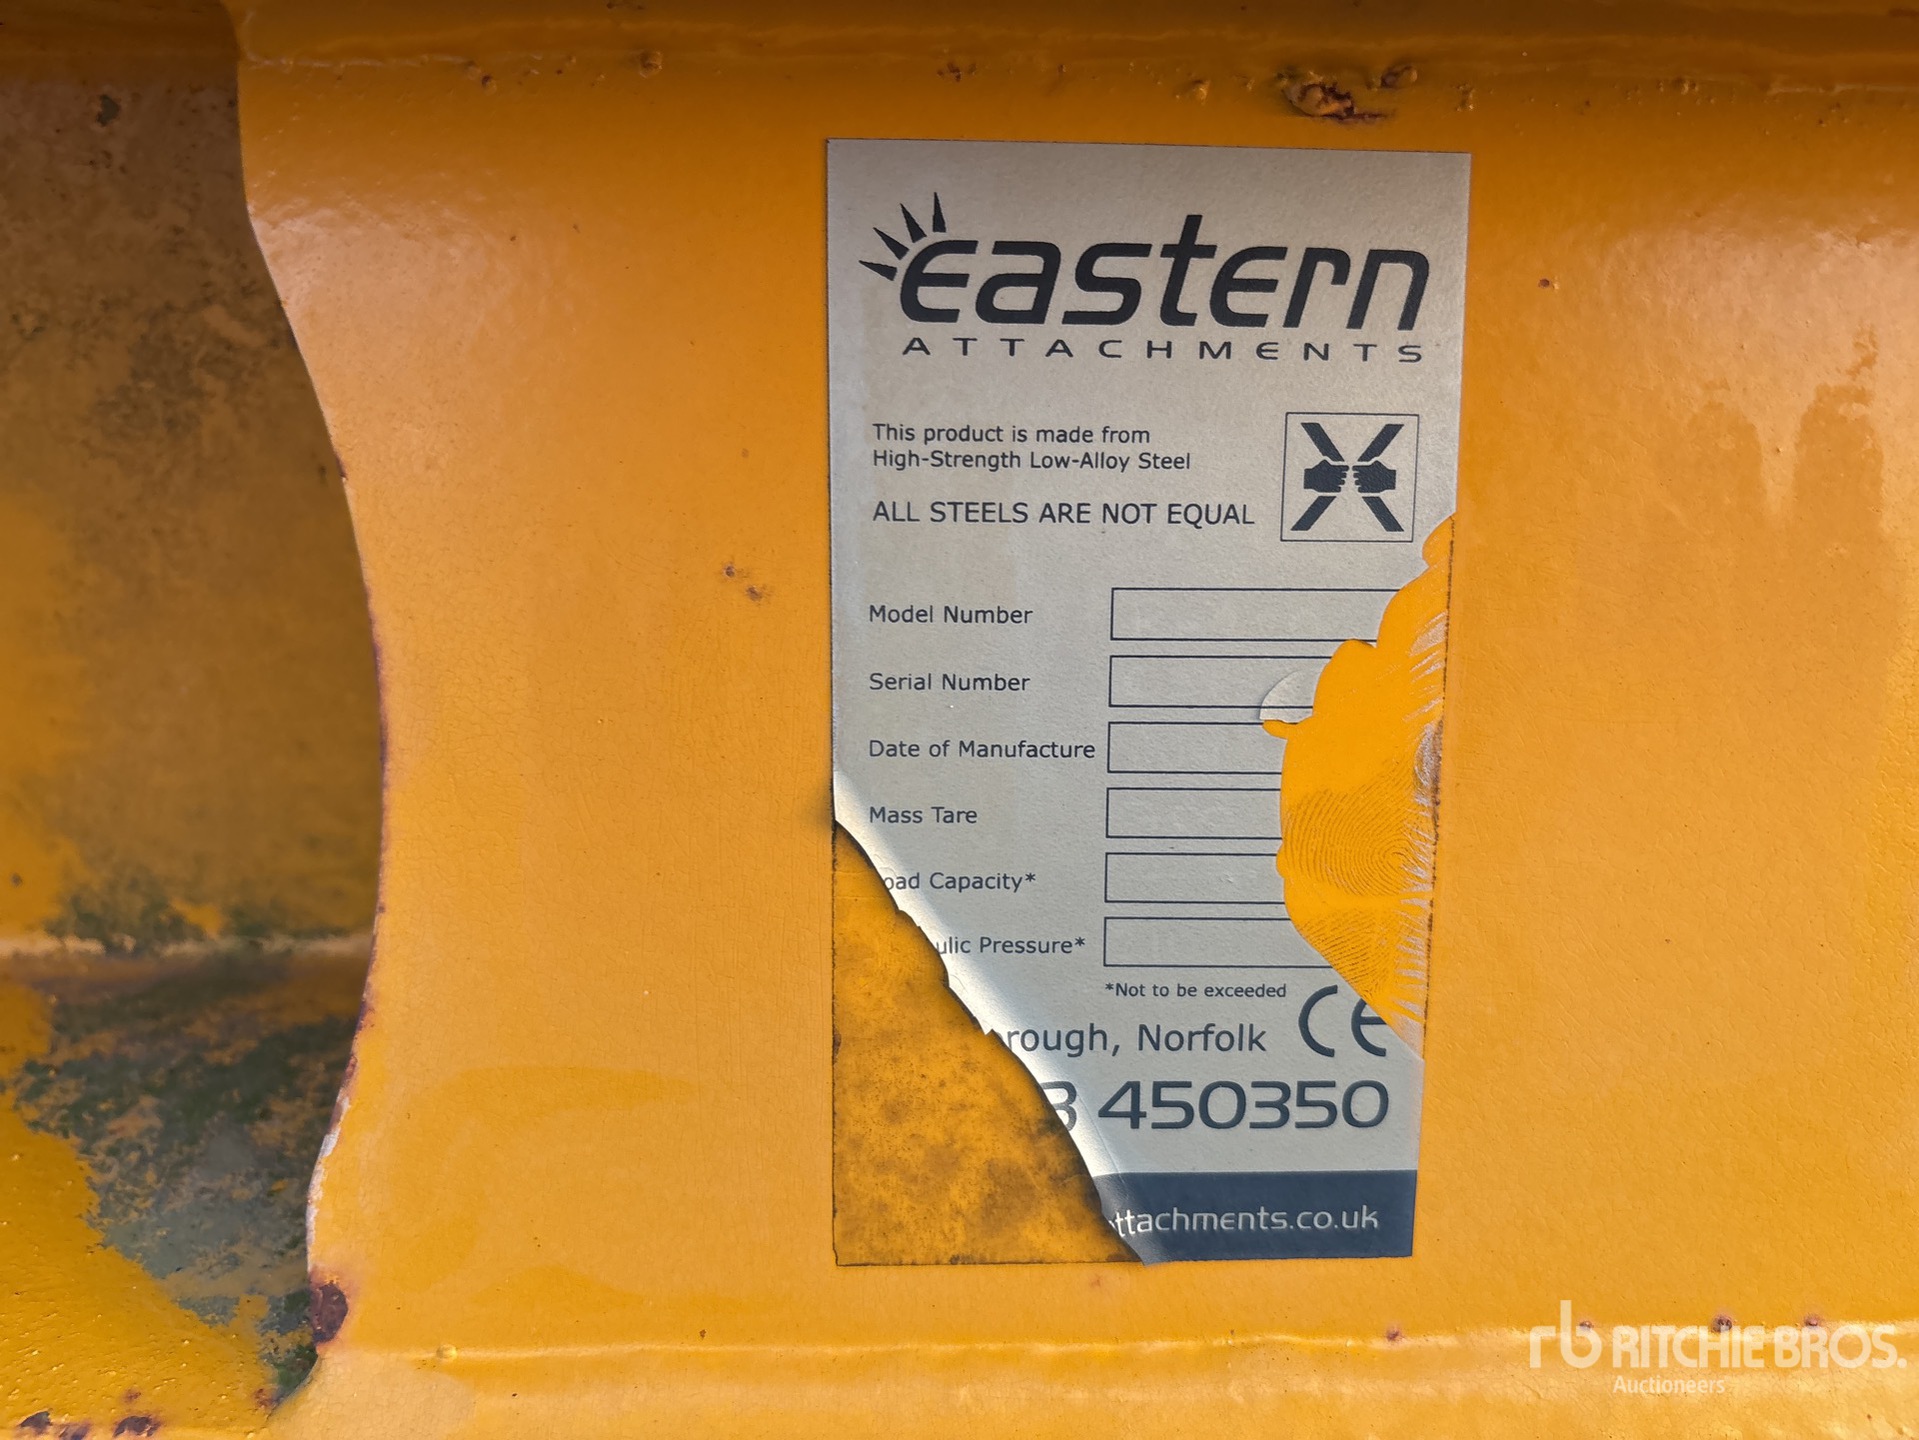 eastern
ATTACHMENTS
This product is made from
High-Strength Low-Alloy Steel
ALL STEELS ARE NOT EQUAL
Model Number
Serial Number
Date of Manufacture
Mass Tare
oad Capacity*
ulic Pressure*
*Not to be exceeded
rough, Norfolk CE
3 450350
ttachments.co.uk
rb RITCHIE BROS.
Auctioneers